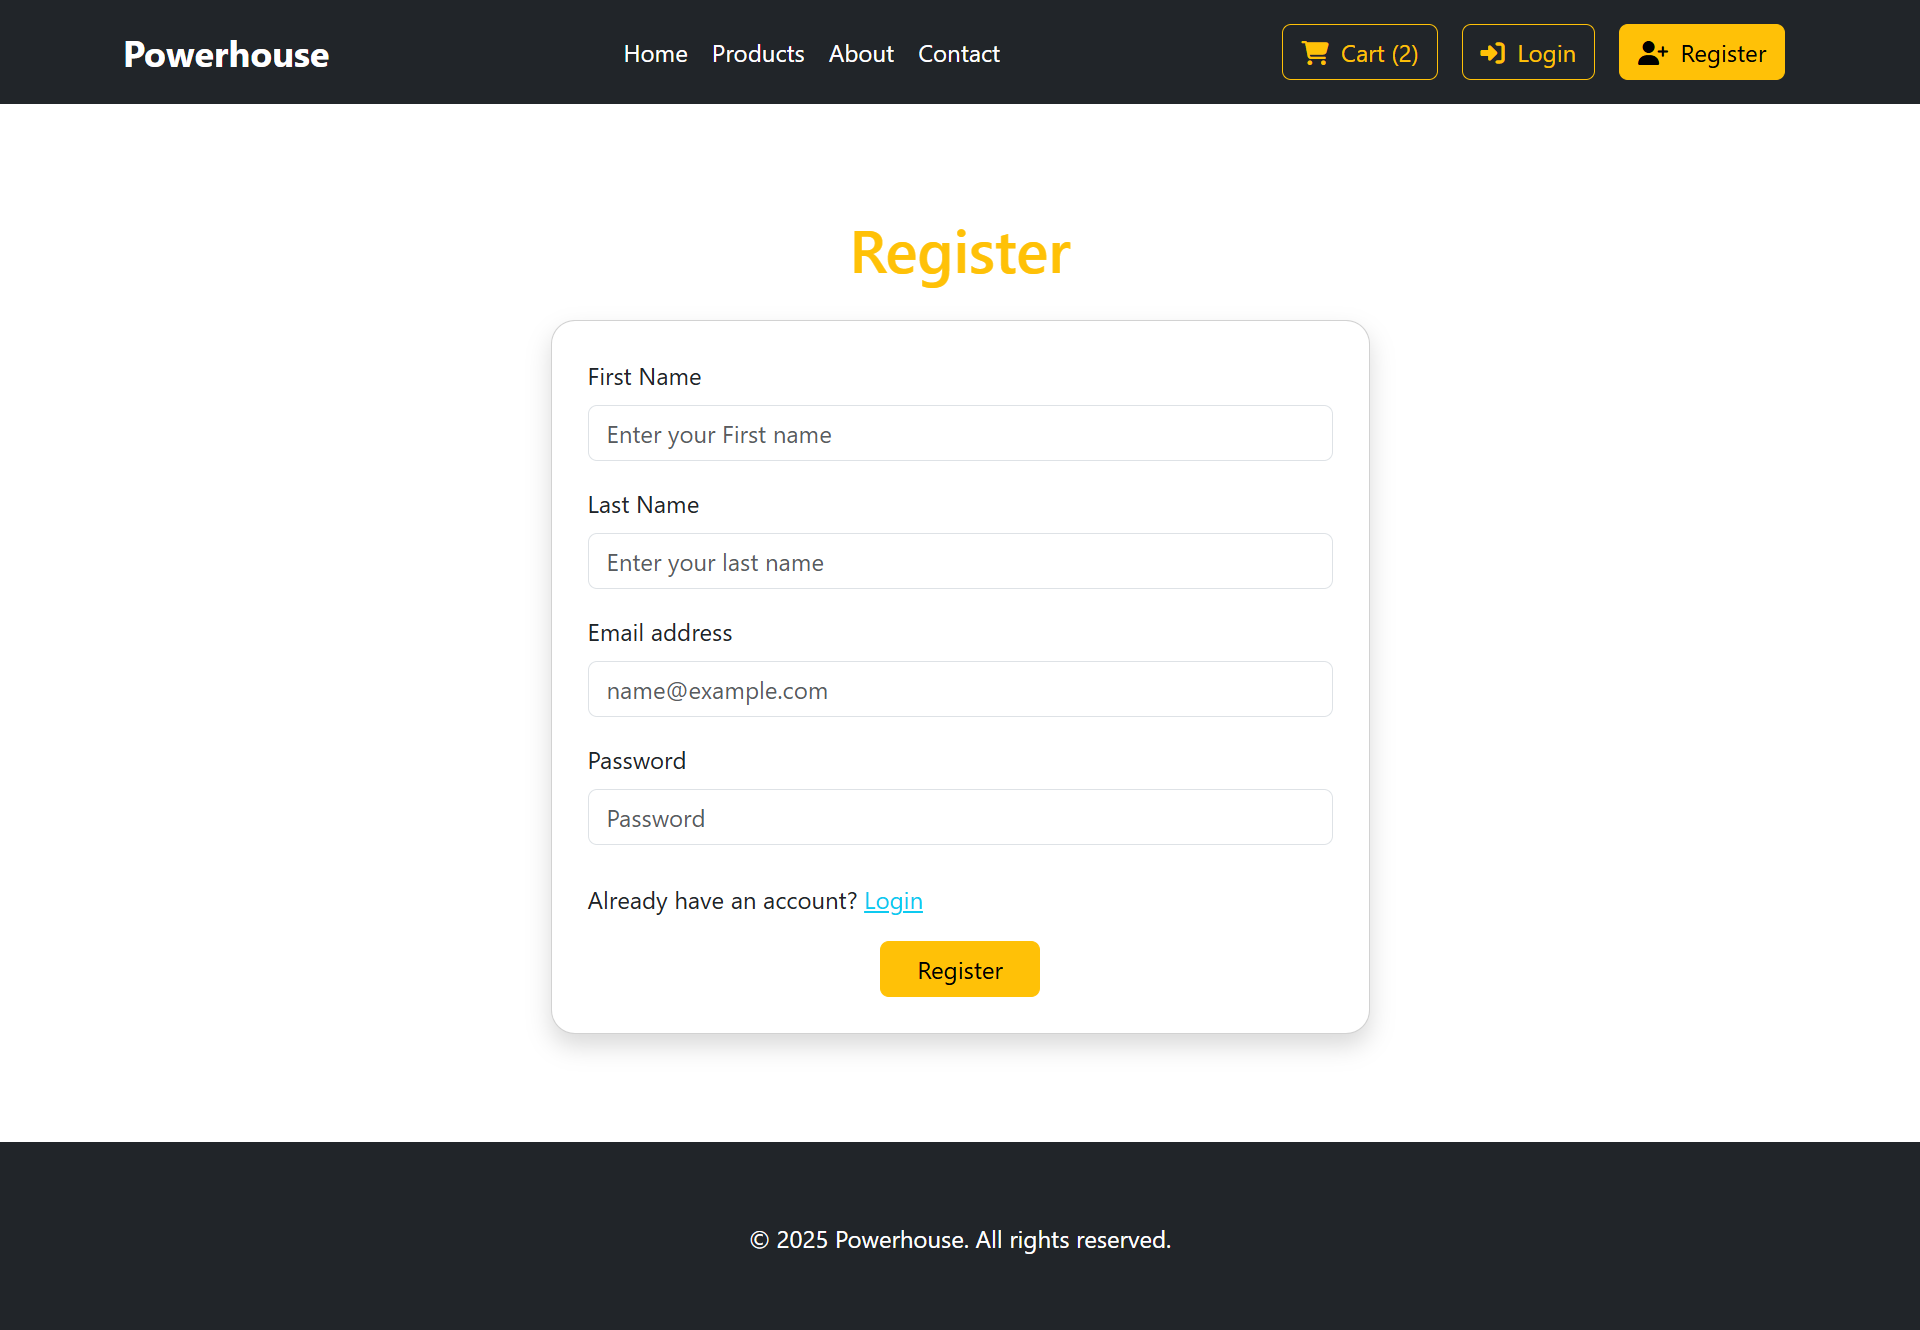 Powerhouse
Home Products About Contact
Cart (2) Login Register
Register
First Name
Enter your First name
Last Name
Enter your last name
Email address
name@example.com
Password
Password
Already have an account? Login
Register
© 2025 Powerhouse. All rights reserved.